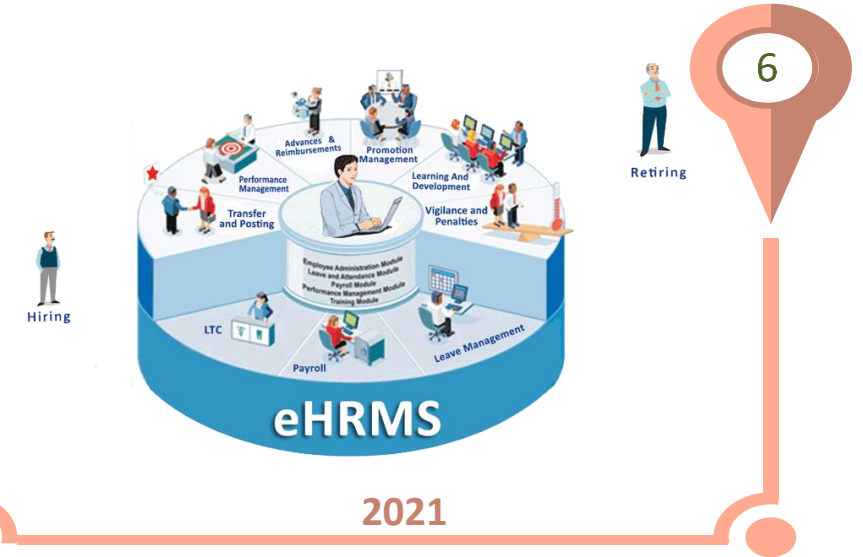 6
Advances &
Reimbursements
Promotion
Management
Retiring
Performance
Management
Learning And
Development
Transfer
and Posting
Vigilance and
Penalties
Employee Administration Module
Leave and Attendance Module
Payroll Module
Performance Management Module
Training Module
Hiring
LTC
Payroll
Leave Management
eHRMS
2021